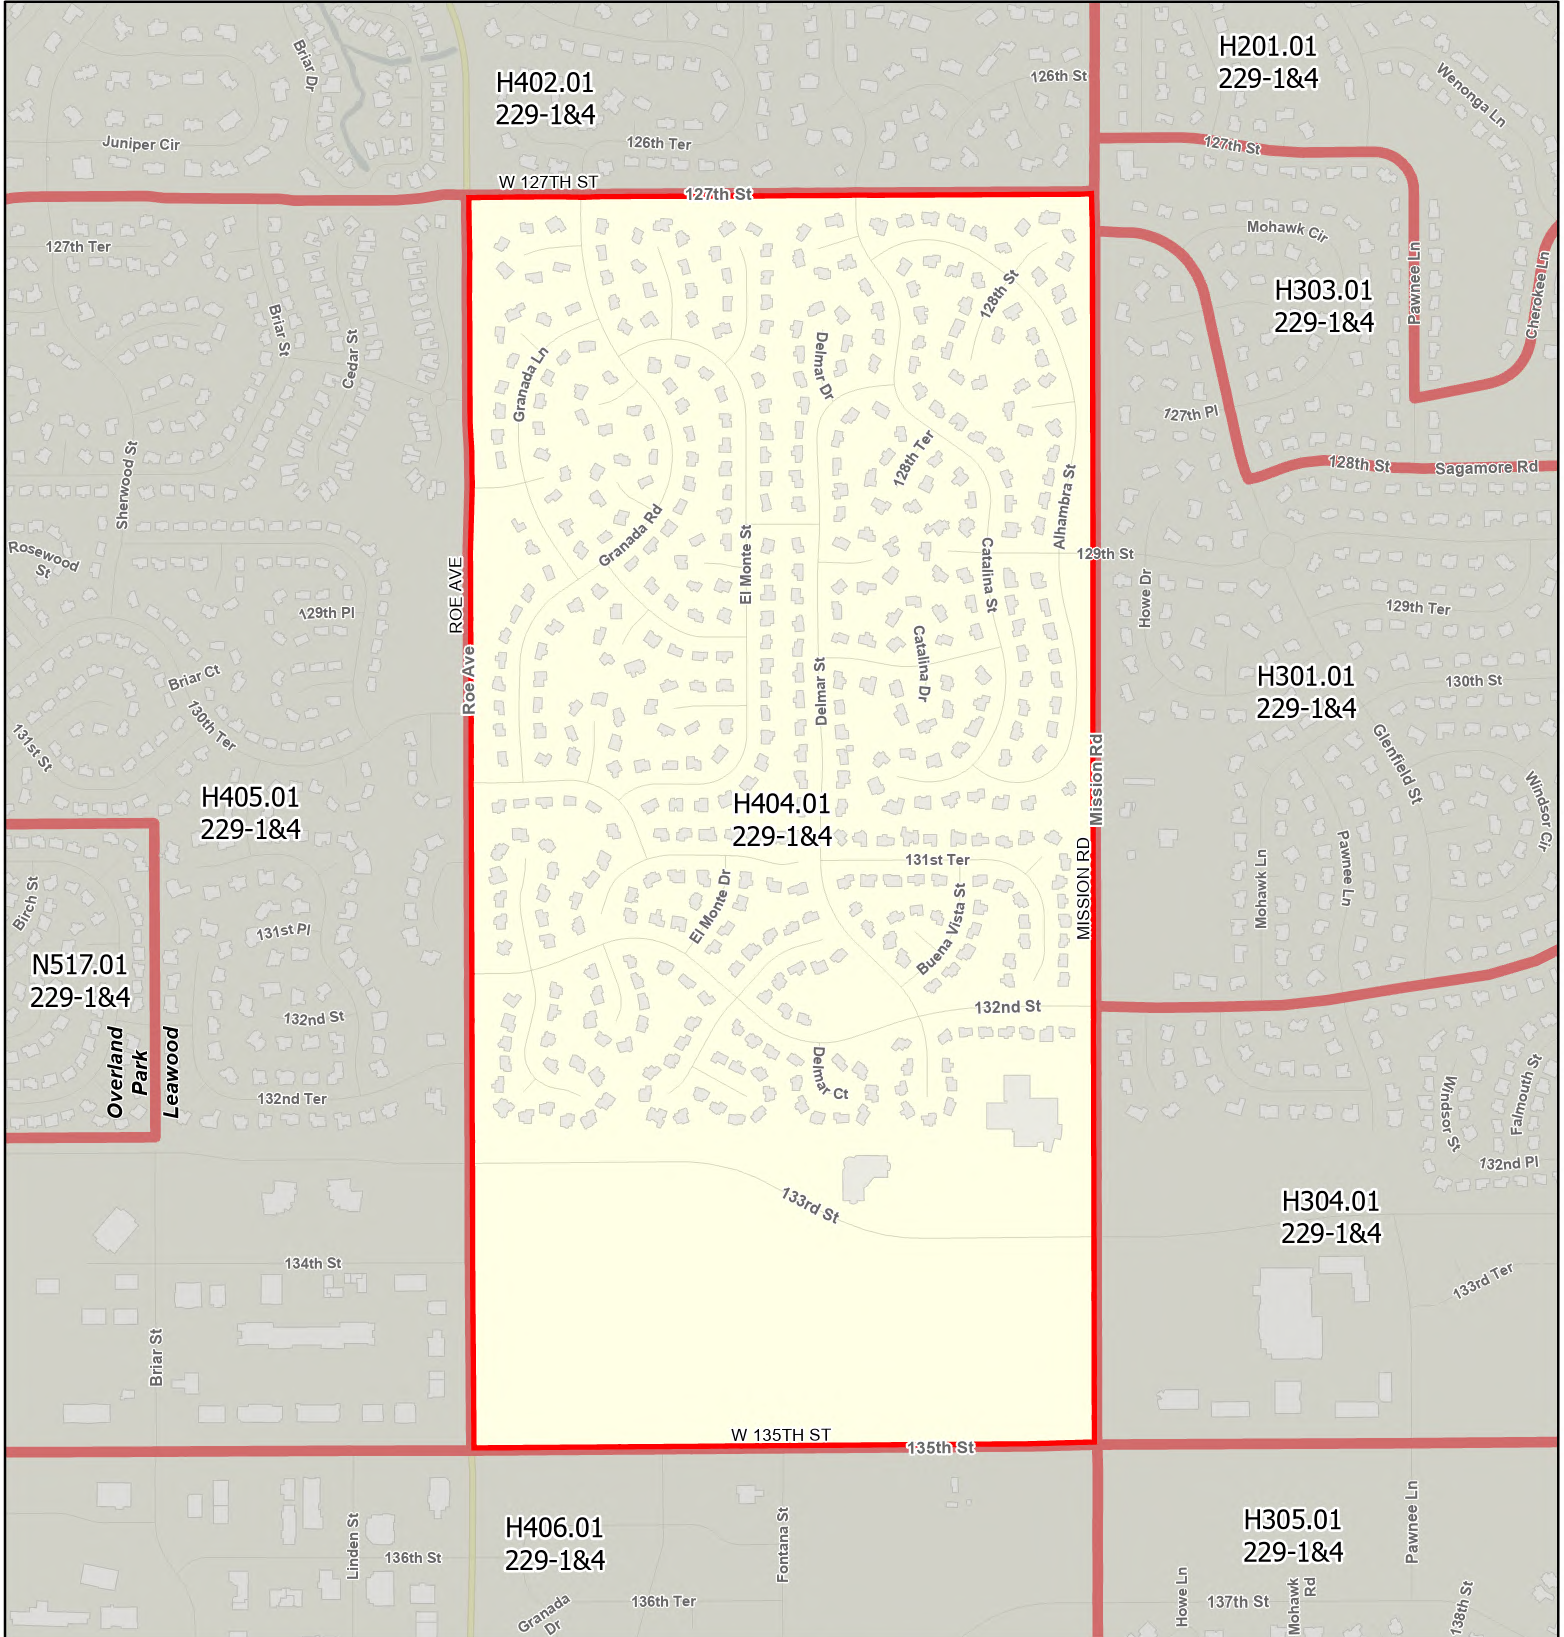 H201.01
229-1&4
H402.01
229-1&4
Briar Dr
126th St
Wenonga Ln
Juniper Cir
126th Ter
127th St
W 127TH ST
127th St
127th Ter
Mohawk Cir
Pawnee Ln
Cherokee Ln
H303.01
229-1&4
128th St
Briar St
Cedar St
Granada Ln
Delmar Dr
127th Pl
128th Ter
Sherwood St
128th St
Sagamore Rd
Alhambra St
Granada Rd
El Monte St
Catalina St
129th St
Rosewood
St
ROE AVE
Howe Dr
129th Pl
129th Ter
Roe Ave
Briar Ct
Catalina Dr
Delmar St
H301.01
229-1&4
130th St
130th Ter
131st St
Mission Rd
Glenfield St
Windsor Cir
H405.01
229-1&4
H404.01
229-1&4
131st Ter
MISSION RD
Mohawk Ln
Pawnee Ln
Birch St
El Monte Dr
Buena Vista St
131st Pl
N517.01
229-1&4
132nd St
132nd St
Overland
Park
Leawood
Delmar Ct
132nd Ter
Windsor St
Falmouth St
132nd Pl
133rd St
H304.01
229-1&4
134th St
133rd Ter
Briar St
W 135TH ST
135th St
H406.01
229-1&4
H305.01
229-1&4
Linden St
Fontana St
Pawnee Ln
136th St
136th Ter
Granada
Dr
Howe Ln
137th St
Mohawk
Rd
138th St